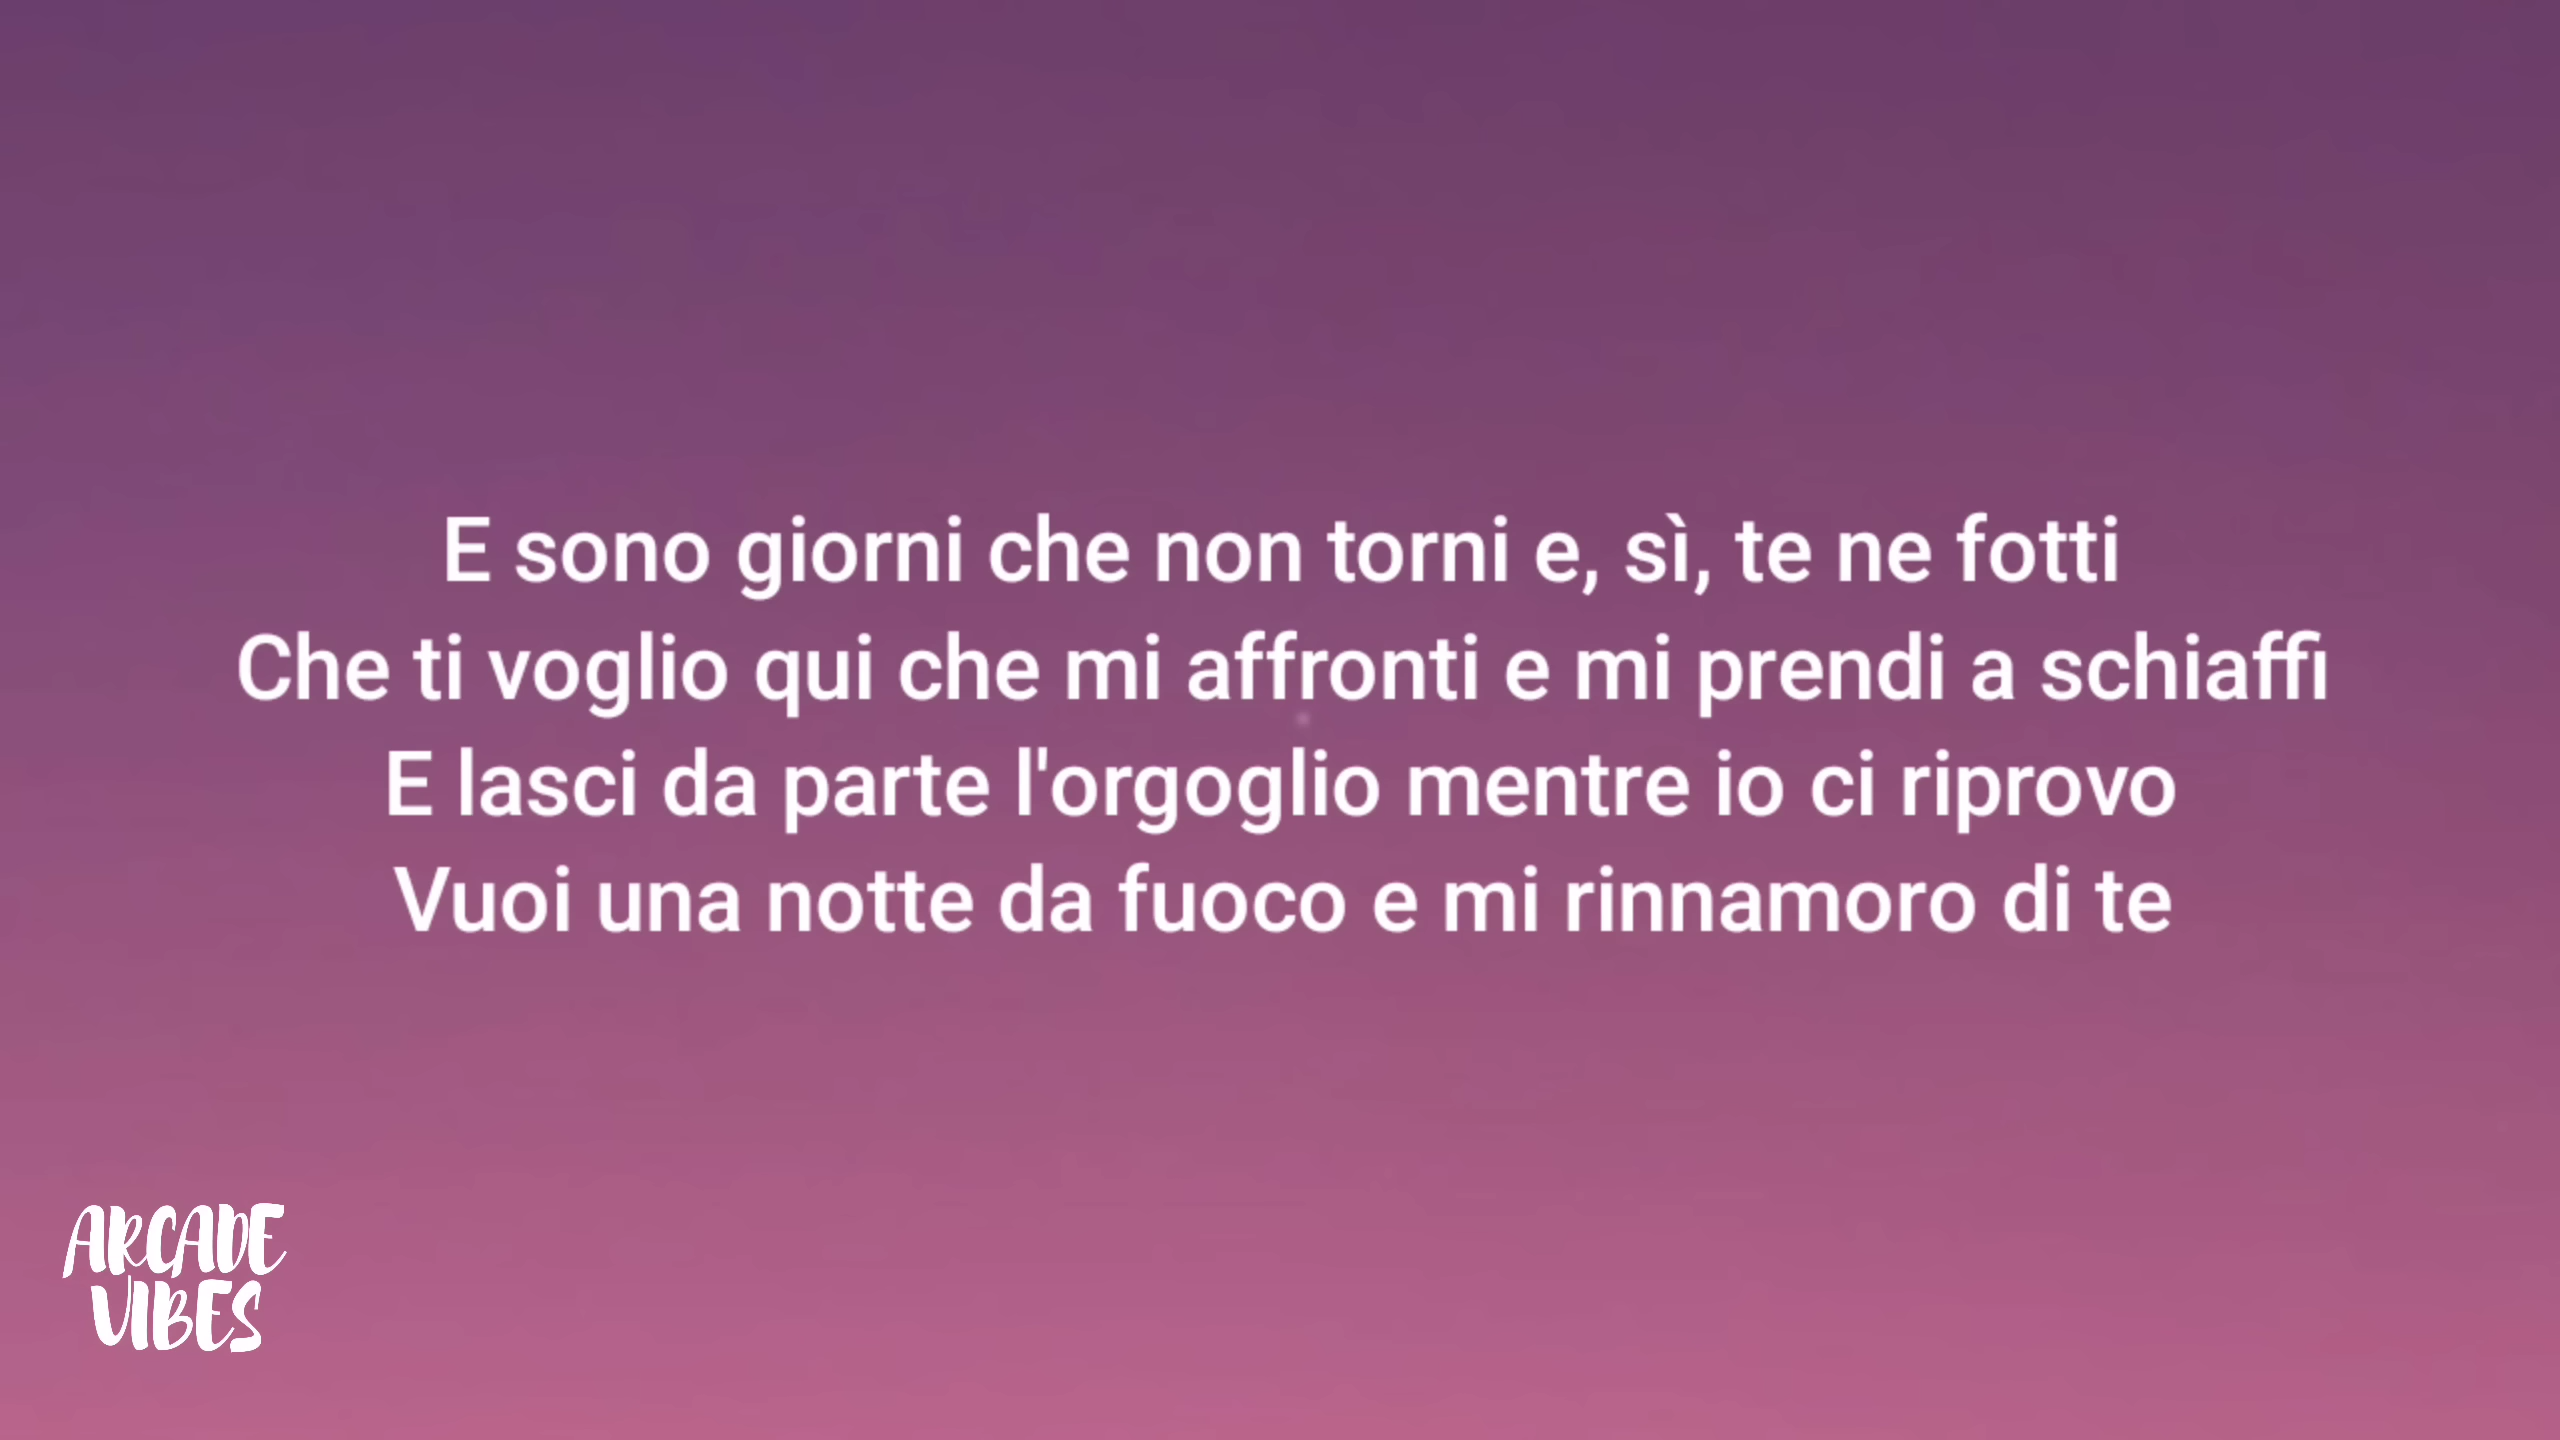 E sono giorni che non torni e, sì, te ne fotti
Che ti voglio qui che mi affronti e mi prendi a schiaffi
E lasci da parte l'orgoglio mentre io ci riprovo
Vuoi una notte da fuoco e mi rinnamoro di te
ARCADE
VIBES